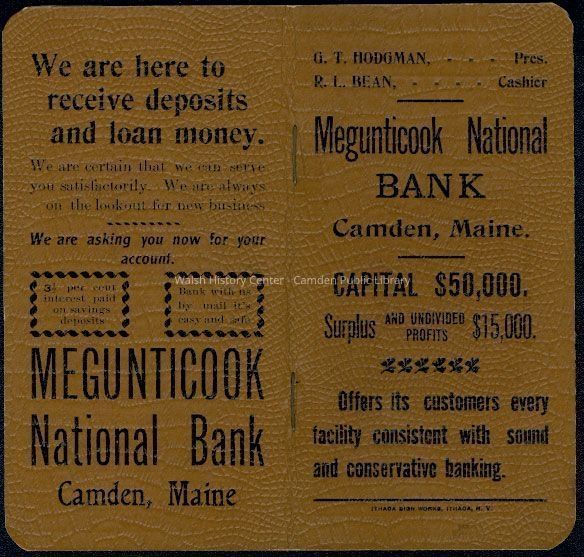 We are here to
receive deposits
and loan money.
We are certain that we can serve
you satisfactorily. We are always
on the lookout for new business
We are asking you now for your
account.
3½ per cent
interest paid
on savings
deposits
Bank with us
by mail it's
easy and safe
MEGUNTICOOK
National Bank
Camden, Maine
G. T. HODGMAN, - - - Pres.
R. L. BEAN, - - - - Cashier
Megunticook National
BANK
Camden, Maine.
CAPITAL $50,000.
Surplus AND UNDIVIDED PROFITS $15,000.
Offers its customers every
facility consistent with sound
and conservative banking.
ITHACA SIGN WORKS, ITHACA, N. Y.
Walsh History Center - Camden Public Library